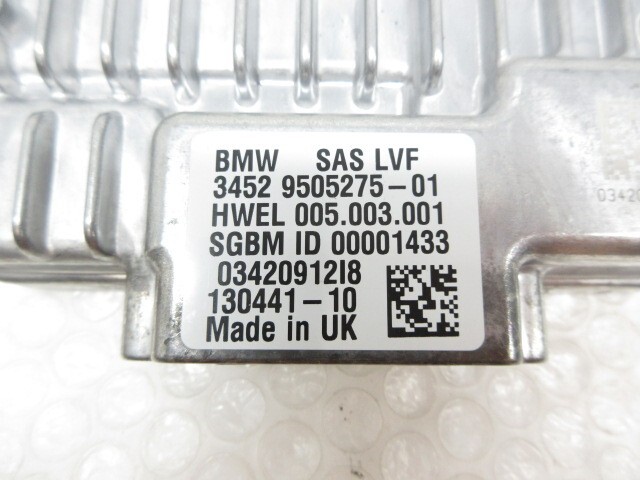 BMW SAS LVF
3452 9505275-01
HWEL 005.003.001
SGBM ID 00001433
03420912I8
130441-10
Made in UK
0342